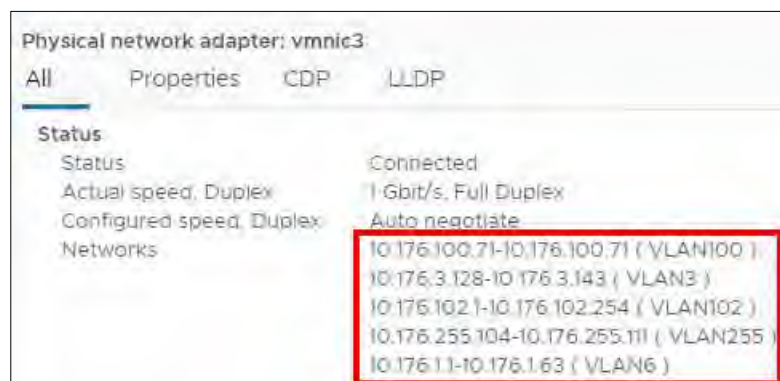 Physical network adapter: vmnic3
All Properties CDP LLDP
Status
Status Connected
Actual speed, Duplex 1 Gbit/s, Full Duplex
Configured speed, Duplex Auto negotiate
Networks 10.176.100.71-10.176.100.71 ( VLAN100 )
10.176.3.128-10.176.3.143 ( VLAN3 )
10.176.102.1-10.176.102.254 ( VLAN102 )
10.176.255.104-10.176.255.111 ( VLAN255 )
10.176.1.1-10.176.1.63 ( VLAN6 )